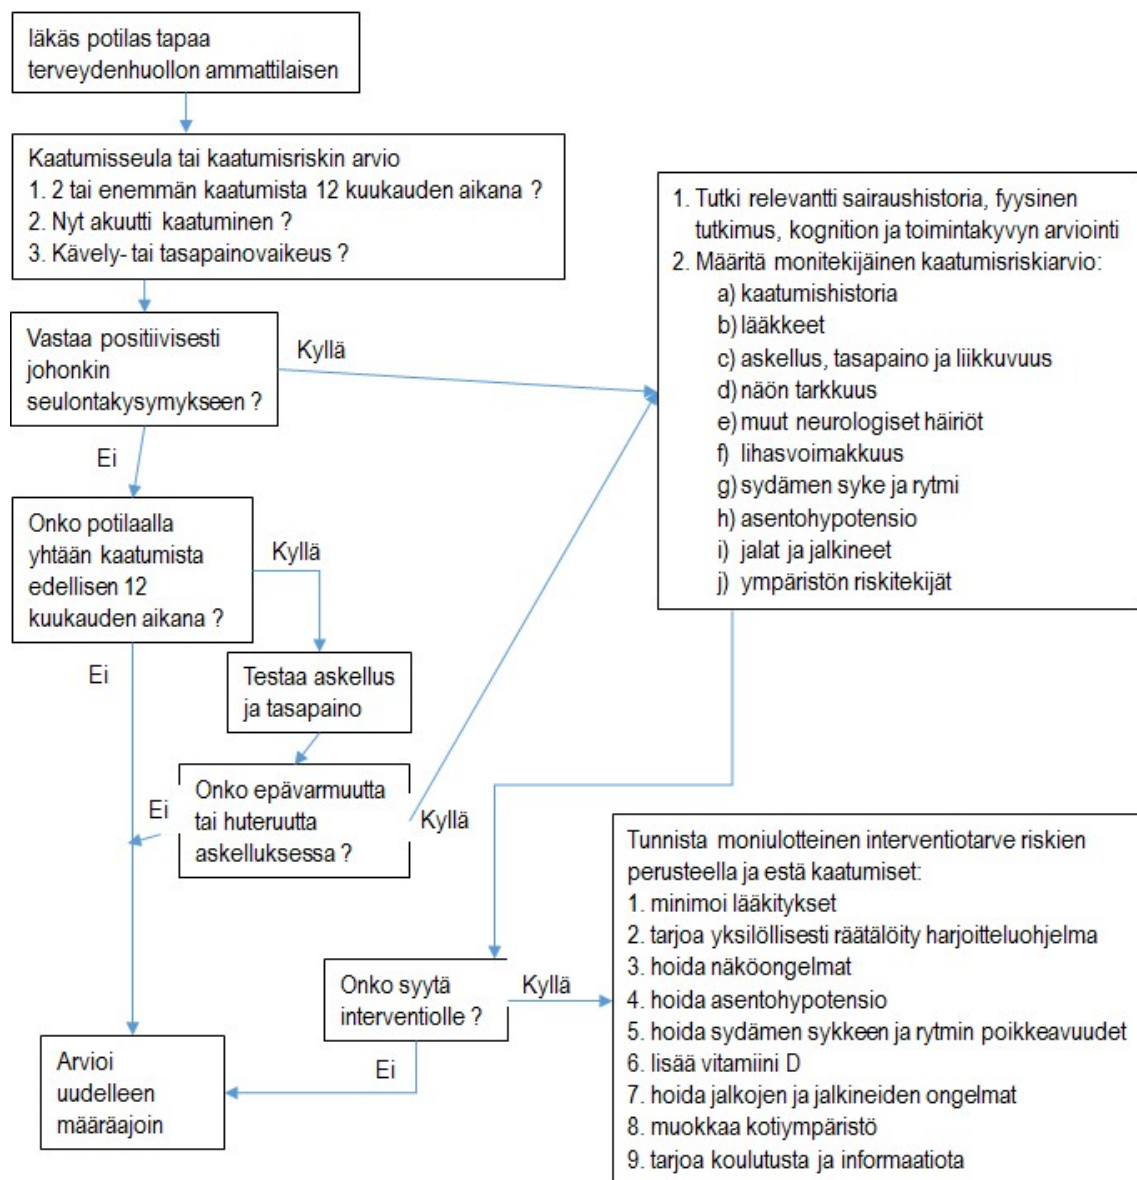 Iäkäs potilas tapaa
terveydenhuollon ammattilaisen
Kaatumisseula tai kaatumisriskin arvio
1. 2 tai enemmän kaatumista 12 kuukauden aikana ?
2. Nyt akuutti kaatuminen ?
3. Kävely- tai tasapainovaikeus ?
Vastaa positiivisesti
johonkin
seulontakysymykseen ?
Kyllä
Ei
Onko potilaalla
yhtään kaatumista
edellisen 12
kuukauden aikana ?
Kyllä
Ei
Testaa askellus
ja tasapaino
Onko epävarmuutta
tai huteruutta
askelluksessa ?
Ei
Kyllä
1. Tutki relevantti sairaushistoria, fyysinen
tutkimus, kognition ja toimintakyvyn arviointi
2. Määritä monitekijäinen kaatumisriskiarvio:
a) kaatumishistoria
b) lääkkeet
c) askellus, tasapaino ja liikkuvuus
d) näön tarkkuus
e) muut neurologiset häiriöt
f) lihasvoimakkuus
g) sydämen syke ja rytmi
h) asentohypotensio
i) jalat ja jalkineet
j) ympäristön riskitekijät
Onko syytä
interventiolle ?
Kyllä
Ei
Arvioi
uudelleen
määräajoin
Tunnista moniulotteinen interventiotarve riskien
perusteella ja estä kaatumiset:
1. minimoi lääkitykset
2. tarjoa yksilöllisesti räätälöity harjoitteluohjelma
3. hoida näköongelmat
4. hoida asentohypotensio
5. hoida sydämen sykkeen ja rytmin poikkeavuudet
6. lisää vitamiini D
7. hoida jalkojen ja jalkineiden ongelmat
8. muokkaa kotiympäristö
9. tarjoa koulutusta ja informaatiota